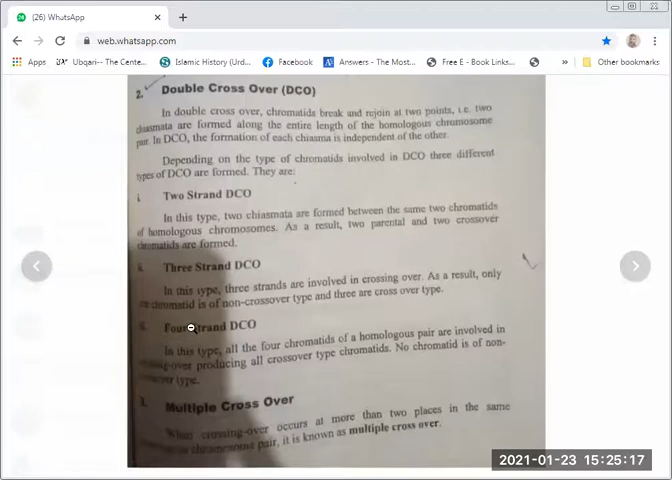 (26) WhatsApp
web.whatsapp.com
Apps Ubqari-- The Cente... Islamic History (Urd... Facebook Answers - The Most... Free E - Book Links... » Other bookmarks
2. Double Cross Over (DCO)
In double cross over, chromatids break and rejoin at two points, i.e. two
chiasmata are formed along the entire length of the homologous chromosome
pair. In DCO, the formation of each chiasma is independent of the other.
Depending on the type of chromatids involved in DCO three different
types of DCO are formed. They are:
i. Two Strand DCO
In this type, two chiasmata are formed between the same two chromatids
of homologous chromosomes. As a result, two parental and two crossover
chromatids are formed.
Three Strand DCO
In this type, three strands are involved in crossing over. As a result, only
one chromatid is of non-crossover type and three are cross over type.
Four Strand DCO
In this type, all the four chromatids of a homologous pair are involved in
crossing-over producing all crossover type chromatids. No chromatid is of non-
crossover type.
3. Multiple Cross Over
When crossing-over occurs at more than two places in the same
chromosome pair, it is known as multiple cross over.
2021-01-23 15:25:17